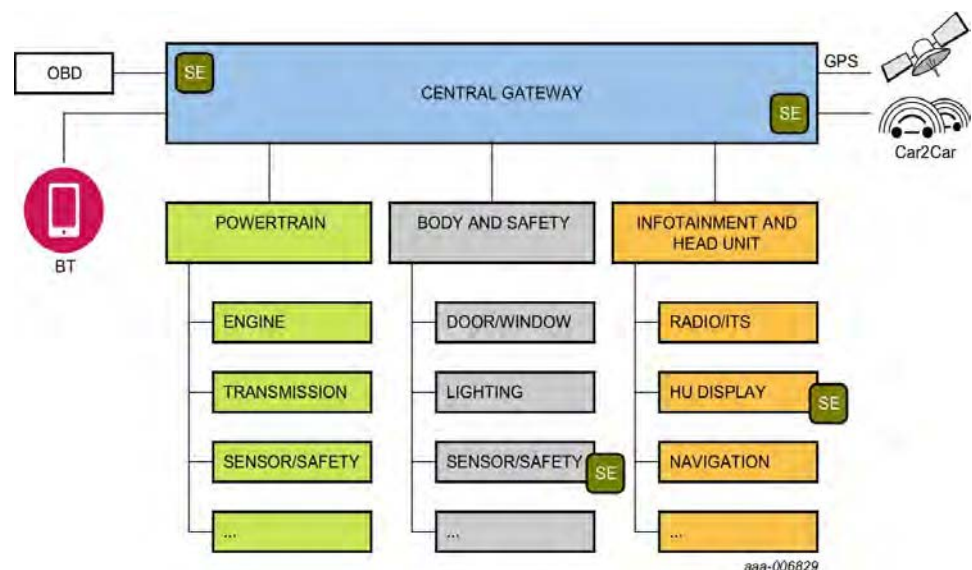 OBD
SE
CENTRAL GATEWAY
SE
GPS
Car2Car
BT
POWERTRAIN
BODY AND SAFETY
INFOTAINMENT AND
HEAD UNIT
ENGINE
DOOR/WINDOW
RADIO/ITS
TRANSMISSION
LIGHTING
HU DISPLAY
SE
SENSOR/SAFETY
SENSOR/SAFETY
SE
NAVIGATION
...
...
...
aaa-006829